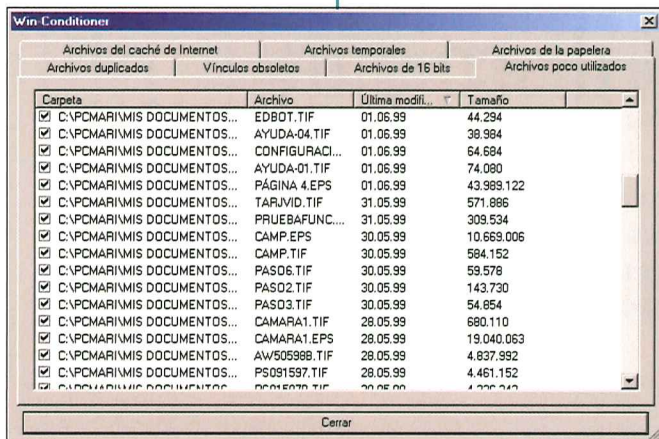 Win-Conditioner
Archivos del caché de Internet Archivos temporales Archivos de la papelera
Archivos duplicados Vínculos obsoletos Archivos de 16 bits Archivos poco utilizados
Carpeta Archivo Última modifi... Tamaño
C:\PCMARI\MIS DOCUMENTOS... EDBOT.TIF 01.06.99 44.294
C:\PCMARI\MIS DOCUMENTOS... AYUDA-04.TIF 01.06.99 38.984
C:\PCMARI\MIS DOCUMENTOS... CONFIGURACI... 01.06.99 64.684
C:\PCMARI\MIS DOCUMENTOS... AYUDA-01.TIF 01.06.99 74.080
C:\PCMARI\MIS DOCUMENTOS... PÁGINA 4.EPS 01.06.99 43.989.122
C:\PCMARI\MIS DOCUMENTOS... TARJVID.TIF 31.05.99 571.886
C:\PCMARI\MIS DOCUMENTOS... PRUEBAFUNC.... 31.05.99 309.534
C:\PCMARI\MIS DOCUMENTOS... CAMP.EPS 30.05.99 10.669.006
C:\PCMARI\MIS DOCUMENTOS... CAMP.TIF 30.05.99 584.152
C:\PCMARI\MIS DOCUMENTOS... PASO6.TIF 30.05.99 59.578
C:\PCMARI\MIS DOCUMENTOS... PASO2.TIF 30.05.99 143.730
C:\PCMARI\MIS DOCUMENTOS... PASO3.TIF 30.05.99 54.854
C:\PCMARI\MIS DOCUMENTOS... CAMARA1.TIF 28.05.99 680.110
C:\PCMARI\MIS DOCUMENTOS... CAMARA1.EPS 28.05.99 19.040.063
C:\PCMARI\MIS DOCUMENTOS... AW50598B.TIF 28.05.99 4.837.992
C:\PCMARI\MIS DOCUMENTOS... PS091597.TIF 28.05.99 4.461.152
C:\PCMARI\MIS DOCUMENTOS...
Cerrar